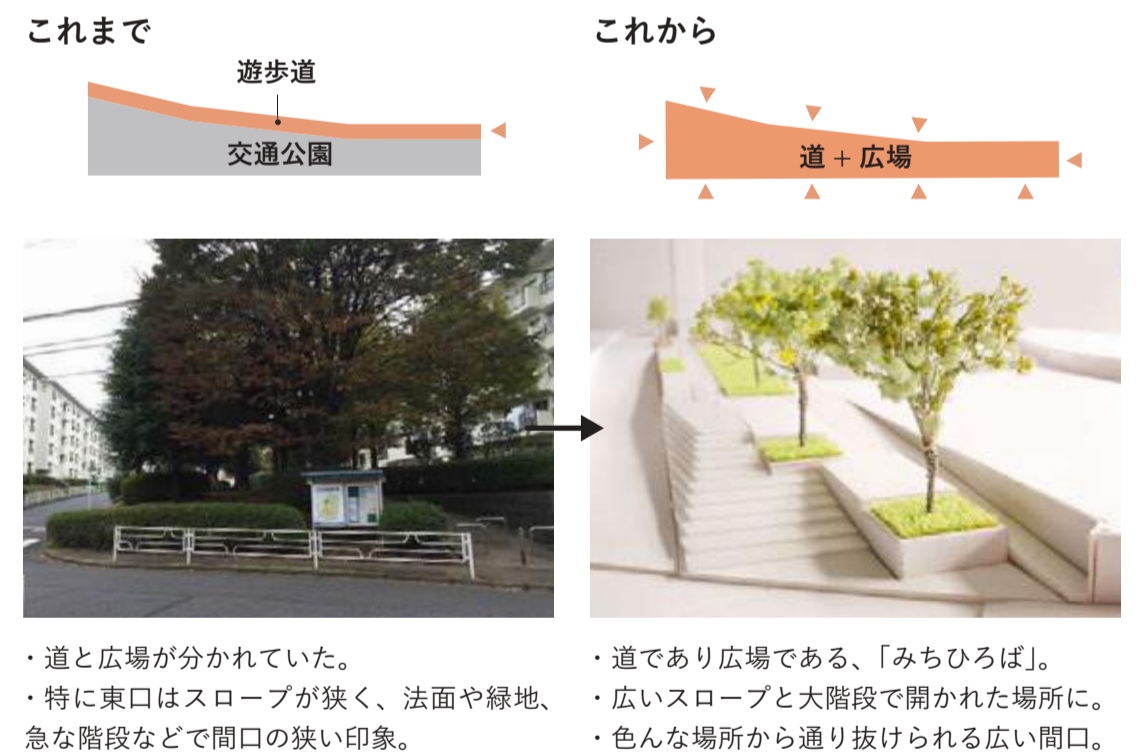 これまで
遊歩道
交通公園
・道と広場が分かれていた。
・特に東口はスロープが狭く、法面や緑地、
急な階段などで間口の狭い印象。
これから
道 + 広場
・道であり広場である、「みちひろば」。
・広いスロープと大階段で開かれた場所に。
・色んな場所から通り抜けられる広い間口。